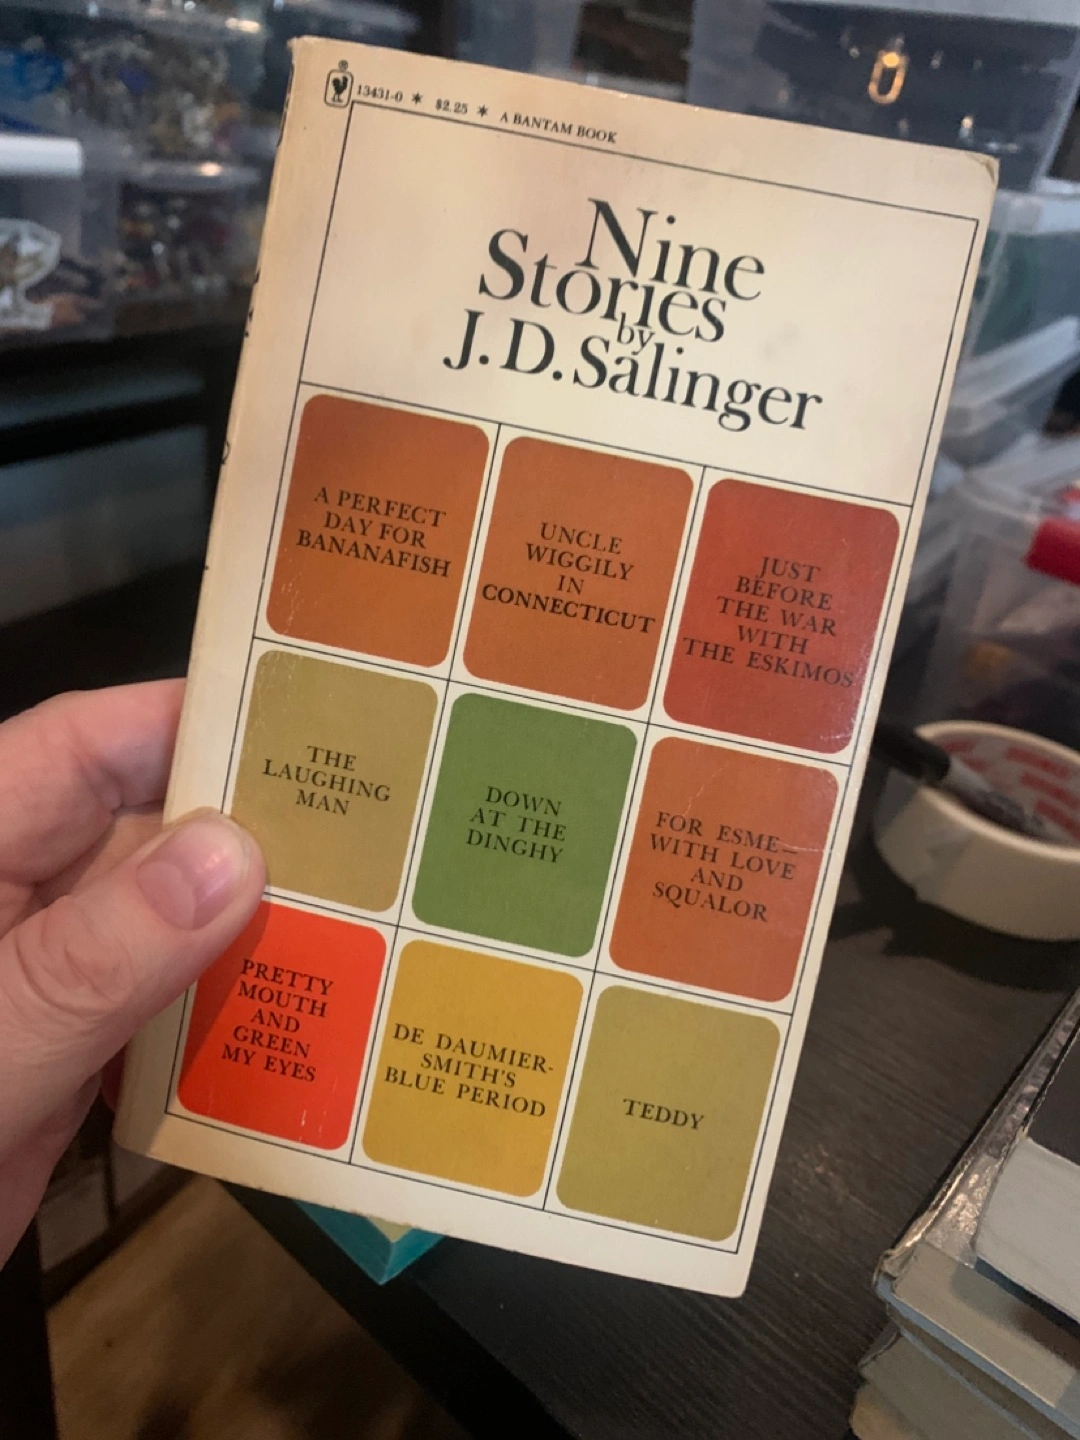 13431-0 * $2.25 * A BANTAM BOOK
Nine
Stories
by
J.D. Salinger
A PERFECT
DAY FOR
BANANAFISH
UNCLE
WIGGILY
IN
CONNECTICUT
JUST
BEFORE
THE WAR
WITH
THE ESKIMOS
THE
LAUGHING
MAN
DOWN
AT THE
DINGHY
FOR ESME—
WITH LOVE
AND
SQUALOR
PRETTY
MOUTH
AND
GREEN
MY EYES
DE DAUMIER-
SMITH'S
BLUE PERIOD
TEDDY